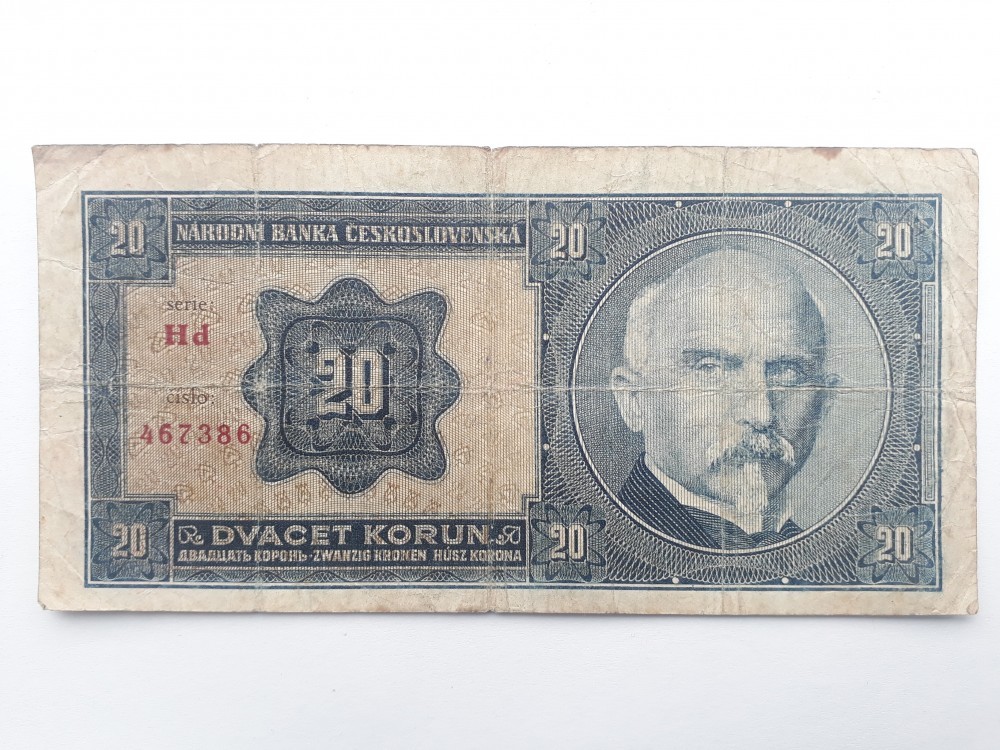 20
NÁRODNÍ BANKA ČESKOSLOVENSKÁ
20
20
serie:
Hd
20
číslo:
467386
20
DVACET KORUN
20
20
ДВАДЦАТЬ КОРОНЬ·ZWANZIG KRONEN HÚSZ KORONA